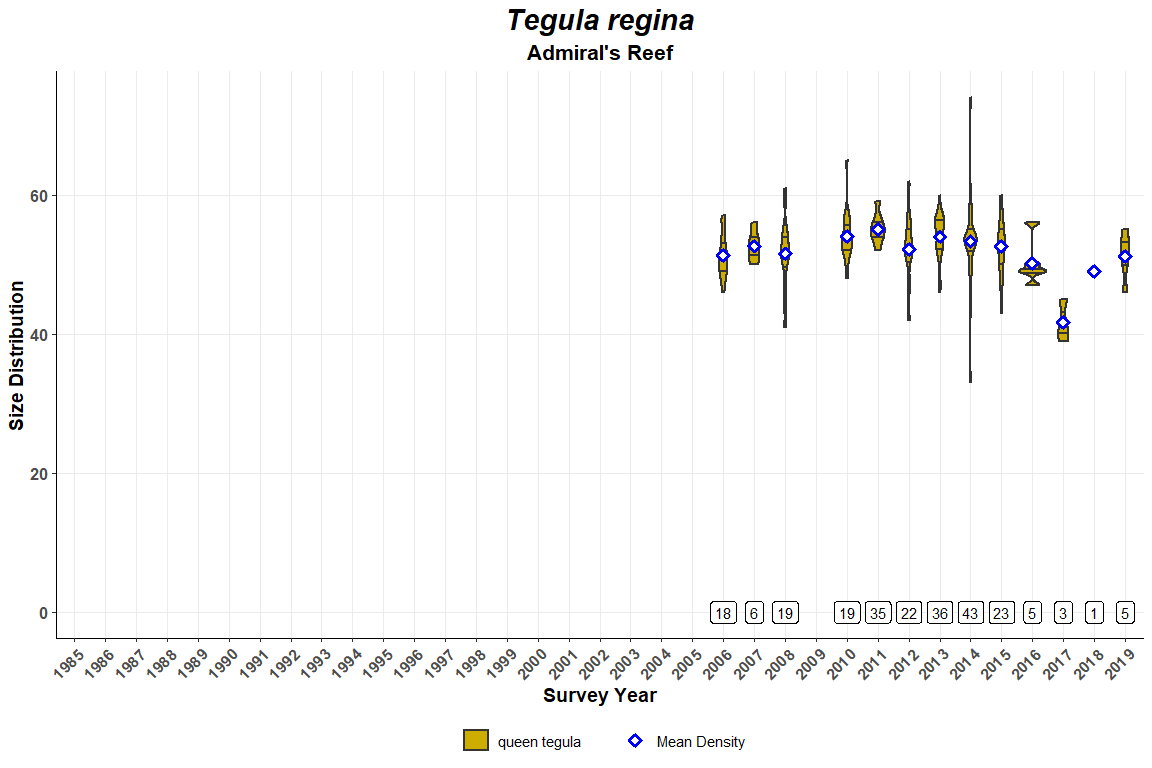 Tegula regina
Admiral's Reef
Size Distribution
60
40
20
0
18 6 19 19 35 22 36 43 23 5 3 1 5
1985 1986 1987 1988 1989 1990 1991 1992 1993 1994 1995 1996 1997 1998 1999 2000 2001 2002 2003 2004 2005 2006 2007 2008 2009 2010 2011 2012 2013 2014 2015 2016 2017 2018 2019
Survey Year
queen tegula Mean Density